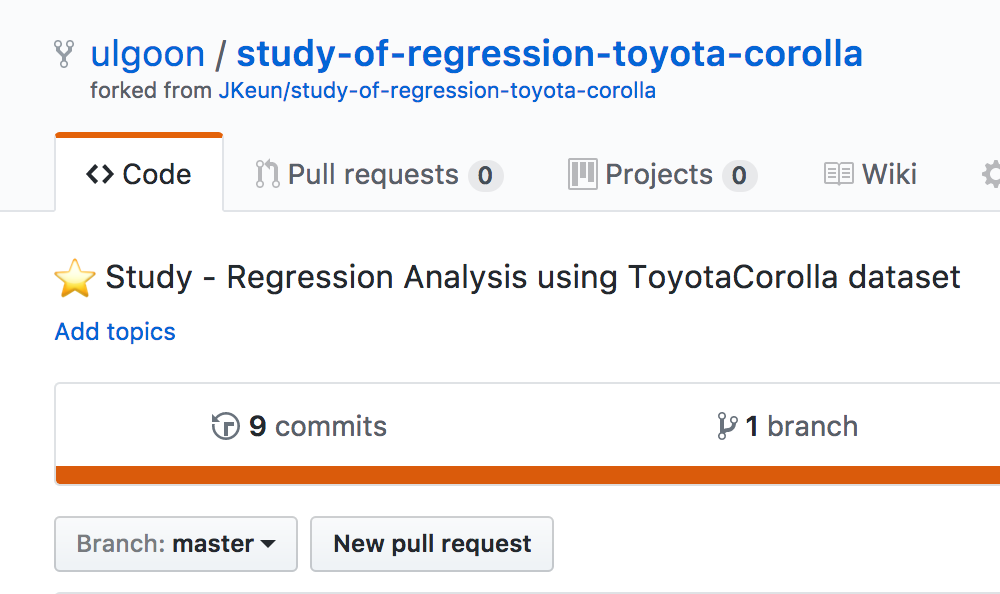 ulgoon / study-of-regression-toyota-corolla
forked from JKeun/study-of-regression-toyota-corolla
Code Pull requests 0 Projects 0 Wiki
⭐ Study - Regression Analysis using ToyotaCorolla dataset
Add topics
9 commits 1 branch
Branch: master New pull request